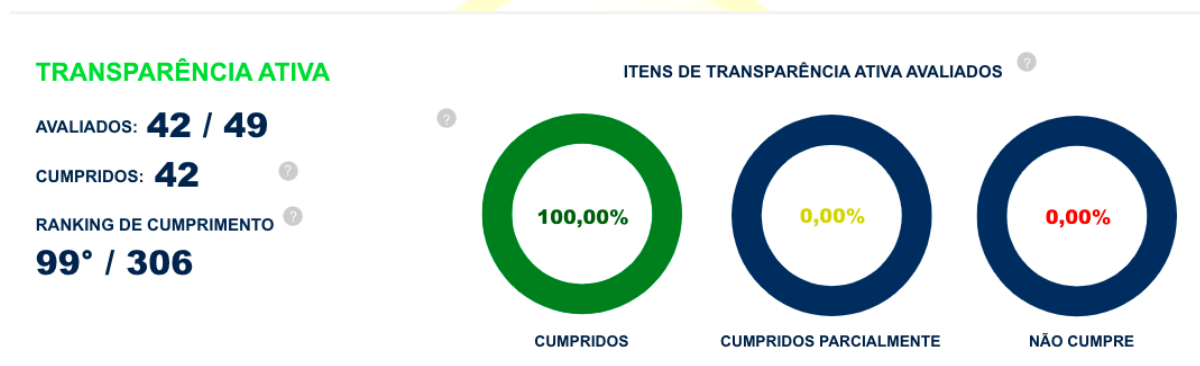 TRANSPARÊNCIA ATIVA
AVALIADOS: 42 / 49
?
CUMPRIDOS: 42
?
RANKING DE CUMPRIMENTO
?
99° / 306
ITENS DE TRANSPARÊNCIA ATIVA AVALIADOS
?
100,00%
0,00%
0,00%
CUMPRIDOS
CUMPRIDOS PARCIALMENTE
NÃO CUMPRE